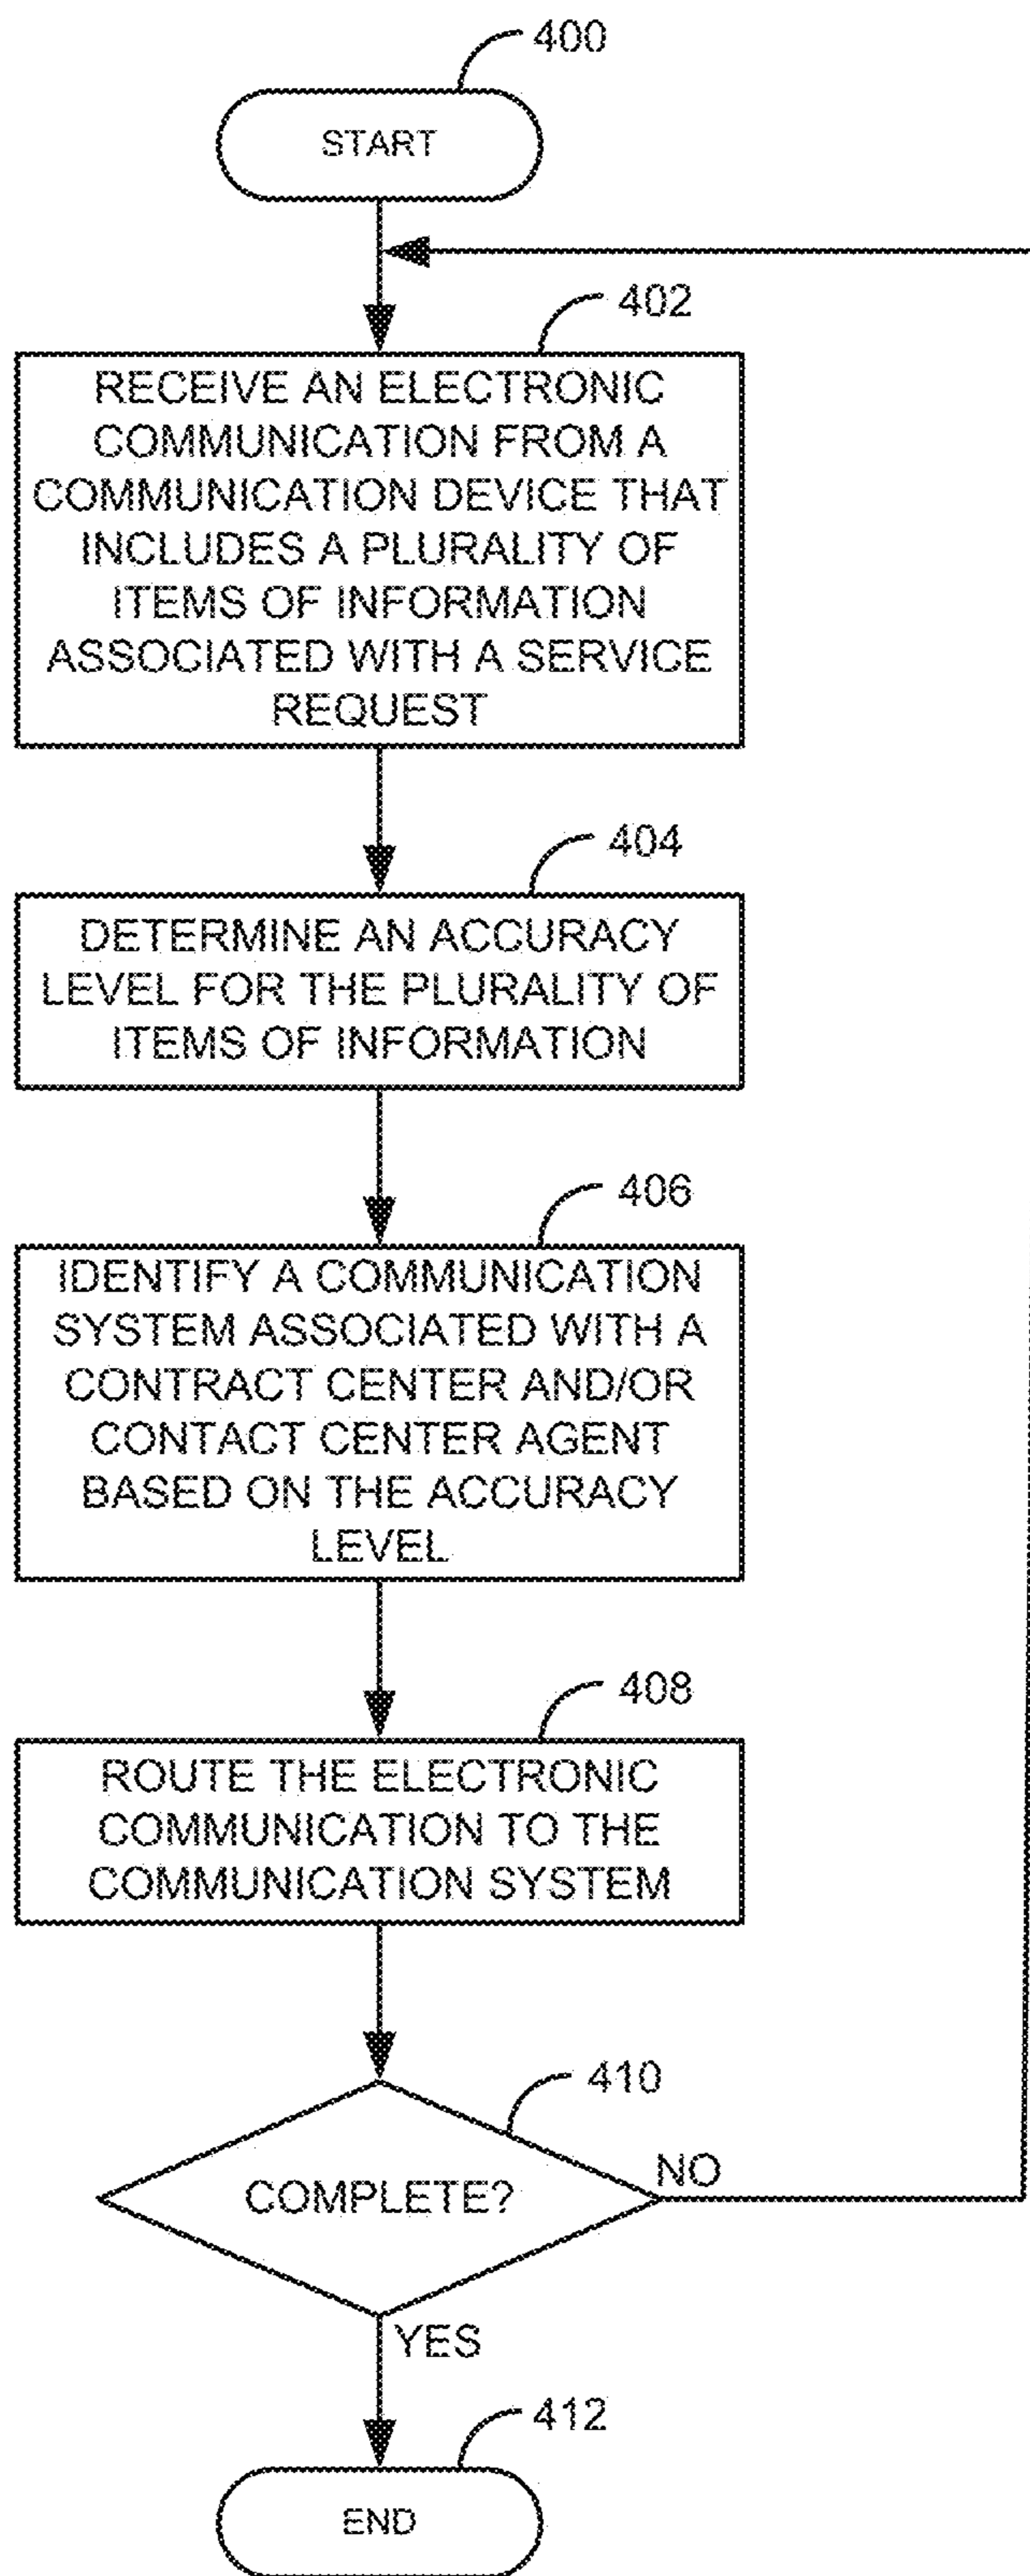 400
START
402
RECEIVE AN ELECTRONIC
COMMUNICATION FROM A
COMMUNICATION DEVICE THAT
INCLUDES A PLURALITY OF
ITEMS OF INFORMATION
ASSOCIATED WITH A SERVICE
REQUEST
404
DETERMINE AN ACCURACY
LEVEL FOR THE PLURALITY OF
ITEMS OF INFORMATION
406
IDENTIFY A COMMUNICATION
SYSTEM ASSOCIATED WITH A
CONTRACT CENTER AND/OR
CONTACT CENTER AGENT
BASED ON THE ACCURACY
LEVEL
408
ROUTE THE ELECTRONIC
COMMUNICATION TO THE
COMMUNICATION SYSTEM
410
COMPLETE?
NO
YES
412
END